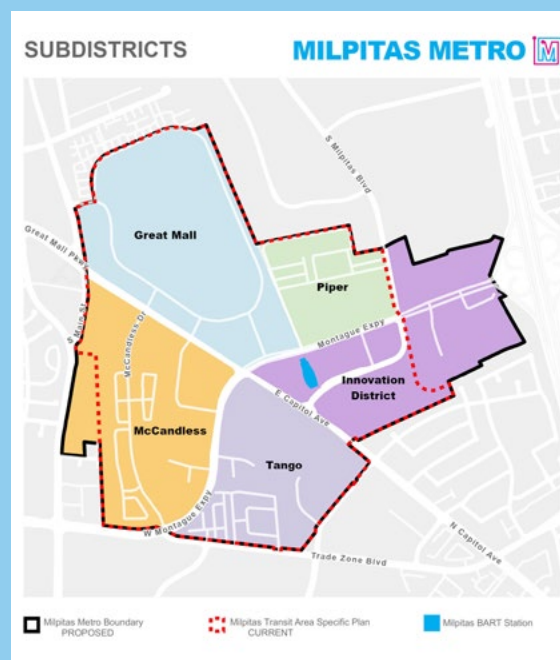 SUBDISTRICTS
MILPITAS METRO M
S Milpitas Blvd
Great Mall
Great Mall Pkwy
Piper
S Main St
McCandless Dr
Montague Expy
Innovation
District
E Capitol Ave
McCandless
Tango
W Montague Expy
N Capitol Ave
Trade Zone Blvd
Milpitas Metro Boundary
PROPOSED
Milpitas Transit Area Specific Plan
CURRENT
Milpitas BART Station